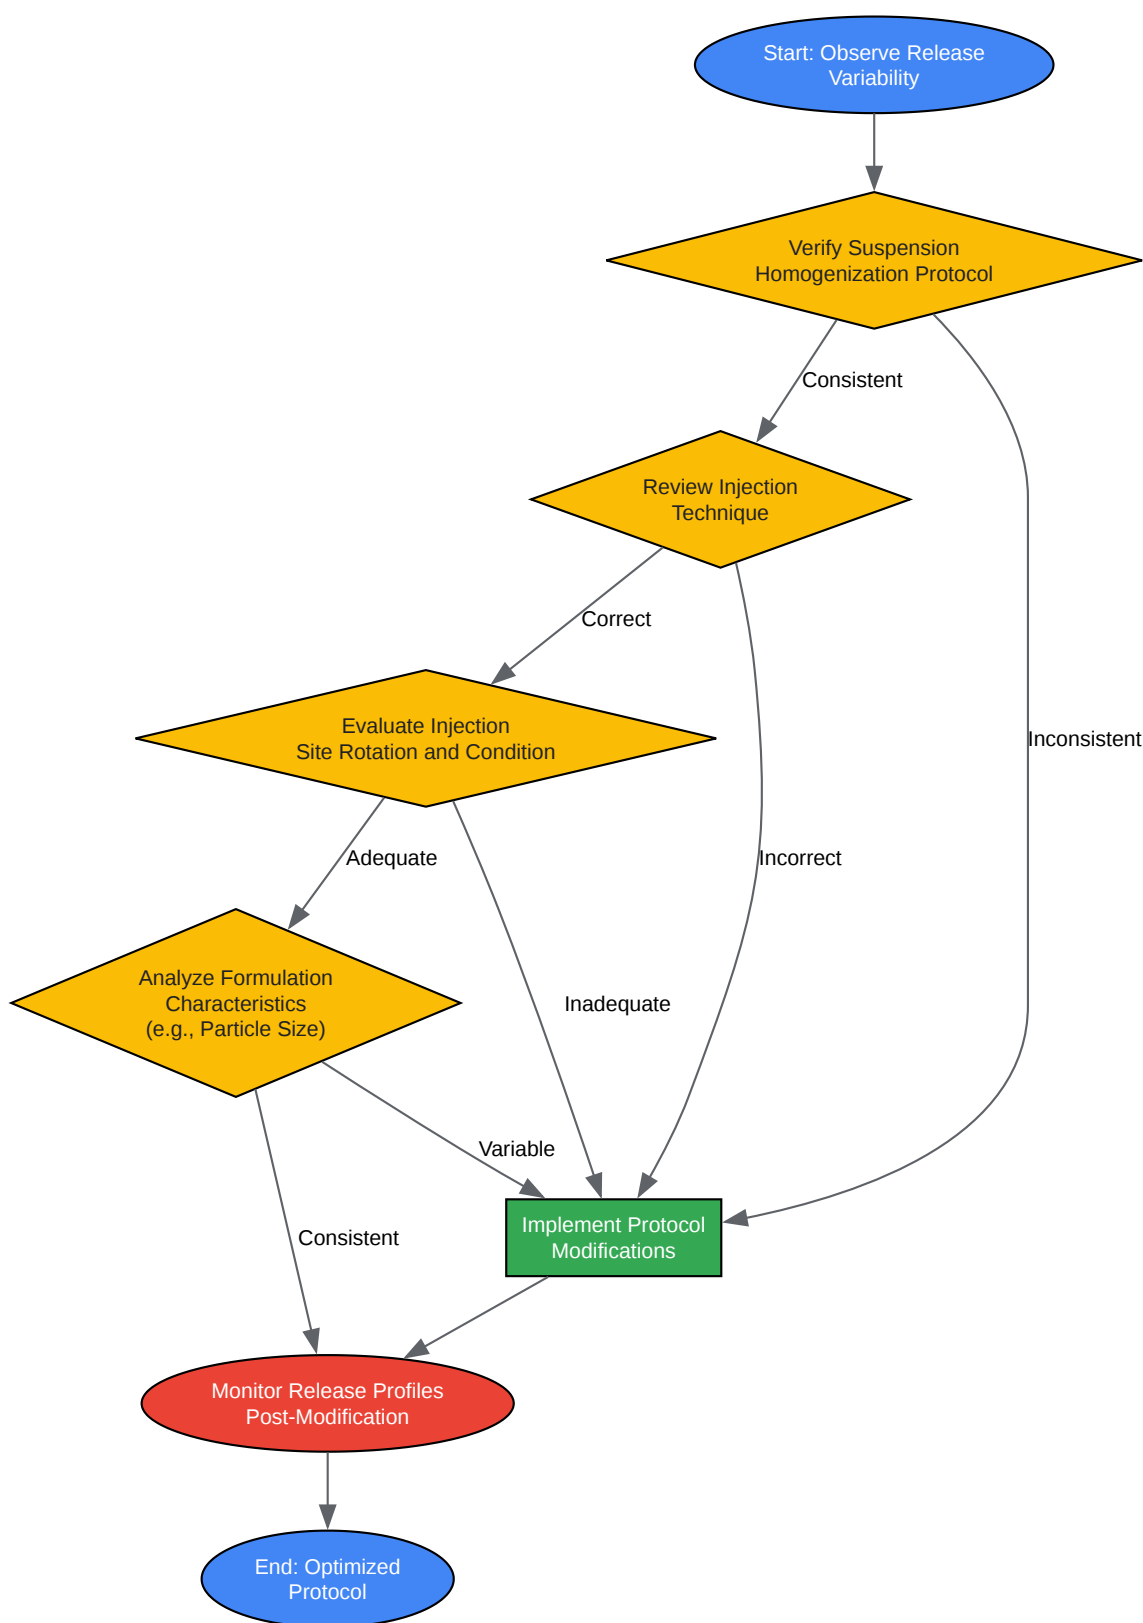 Start: Observe Release
Variability
Verify Suspension
Homogenization Protocol
Consistent
Review Injection
Technique
Correct
Evaluate Injection
Site Rotation and Condition
Inconsistent
Adequate
Incorrect
Analyze Formulation
Characteristics
(e.g., Particle Size)
Inadequate
Variable
Implement Protocol
Modifications
Consistent
Monitor Release Profiles
Post-Modification
End: Optimized
Protocol